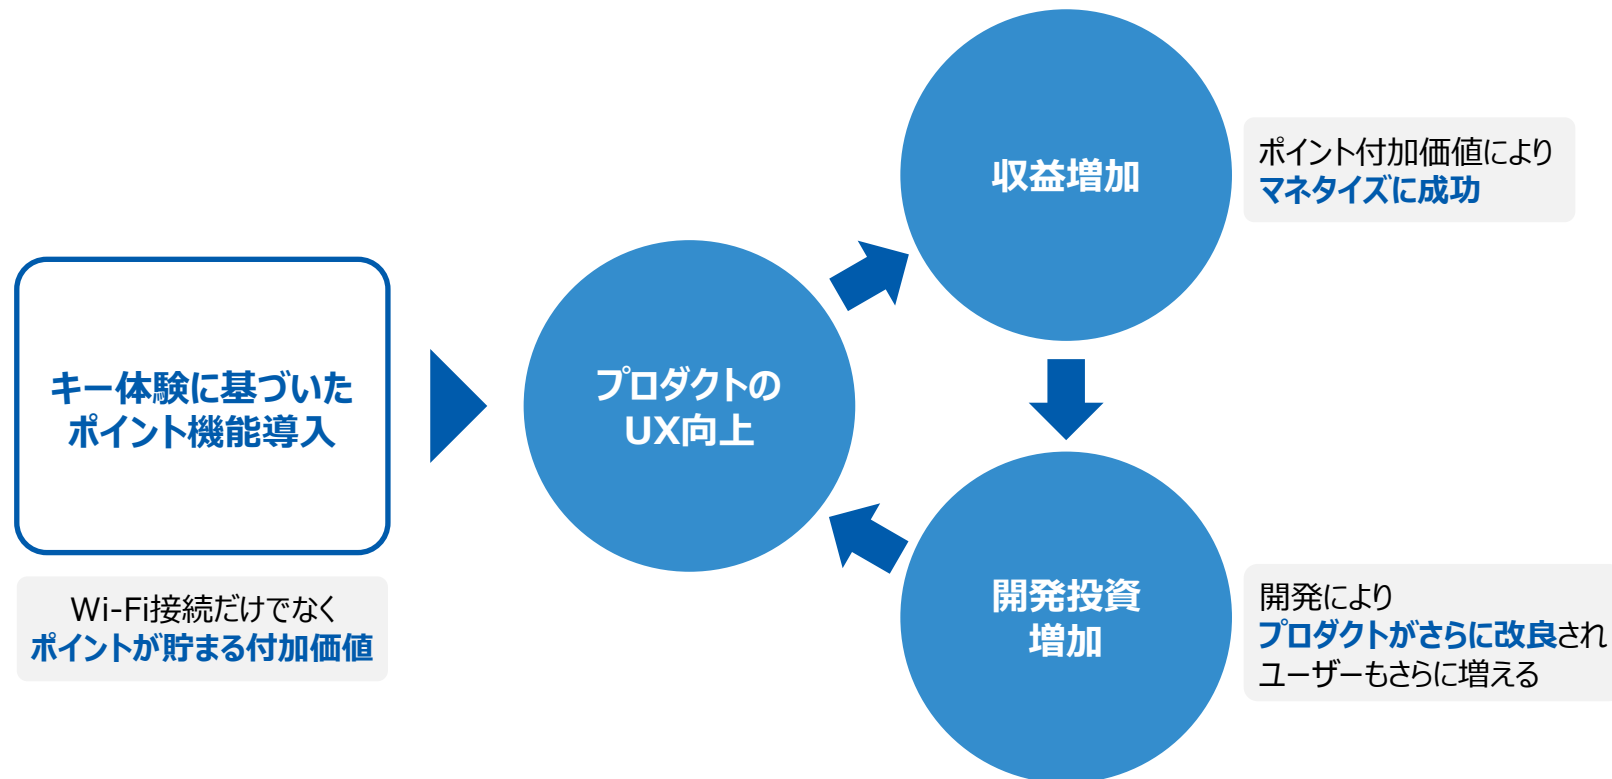 キー体験に基づいた
ポイント機能導入
Wi-Fi接続だけでなく
ポイントが貯まる付加価値
プロダクトの
UX向上
収益増加
ポイント付加価値により
マネタイズに成功
開発投資
増加
開発により
プロダクトがさらに改良され
ユーザーもさらに増える